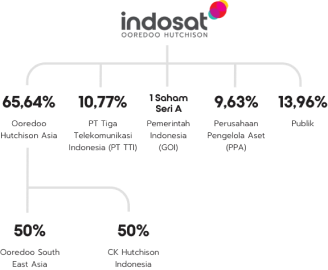 indosat
OOREDOO HUTCHISON
65,64%
Ooredoo
Hutchison Asia
10,77%
PT Tiga
Telekomunikasi
Indonesia (PT TTI)
1 Saham
Seri A
Pemerintah
Indonesia
(GOI)
9,63%
Perusahaan
Pengelola Aset
(PPA)
13,96%
Publik
50%
Ooredoo South
East Asia
50%
CK Hutchison
Indonesia